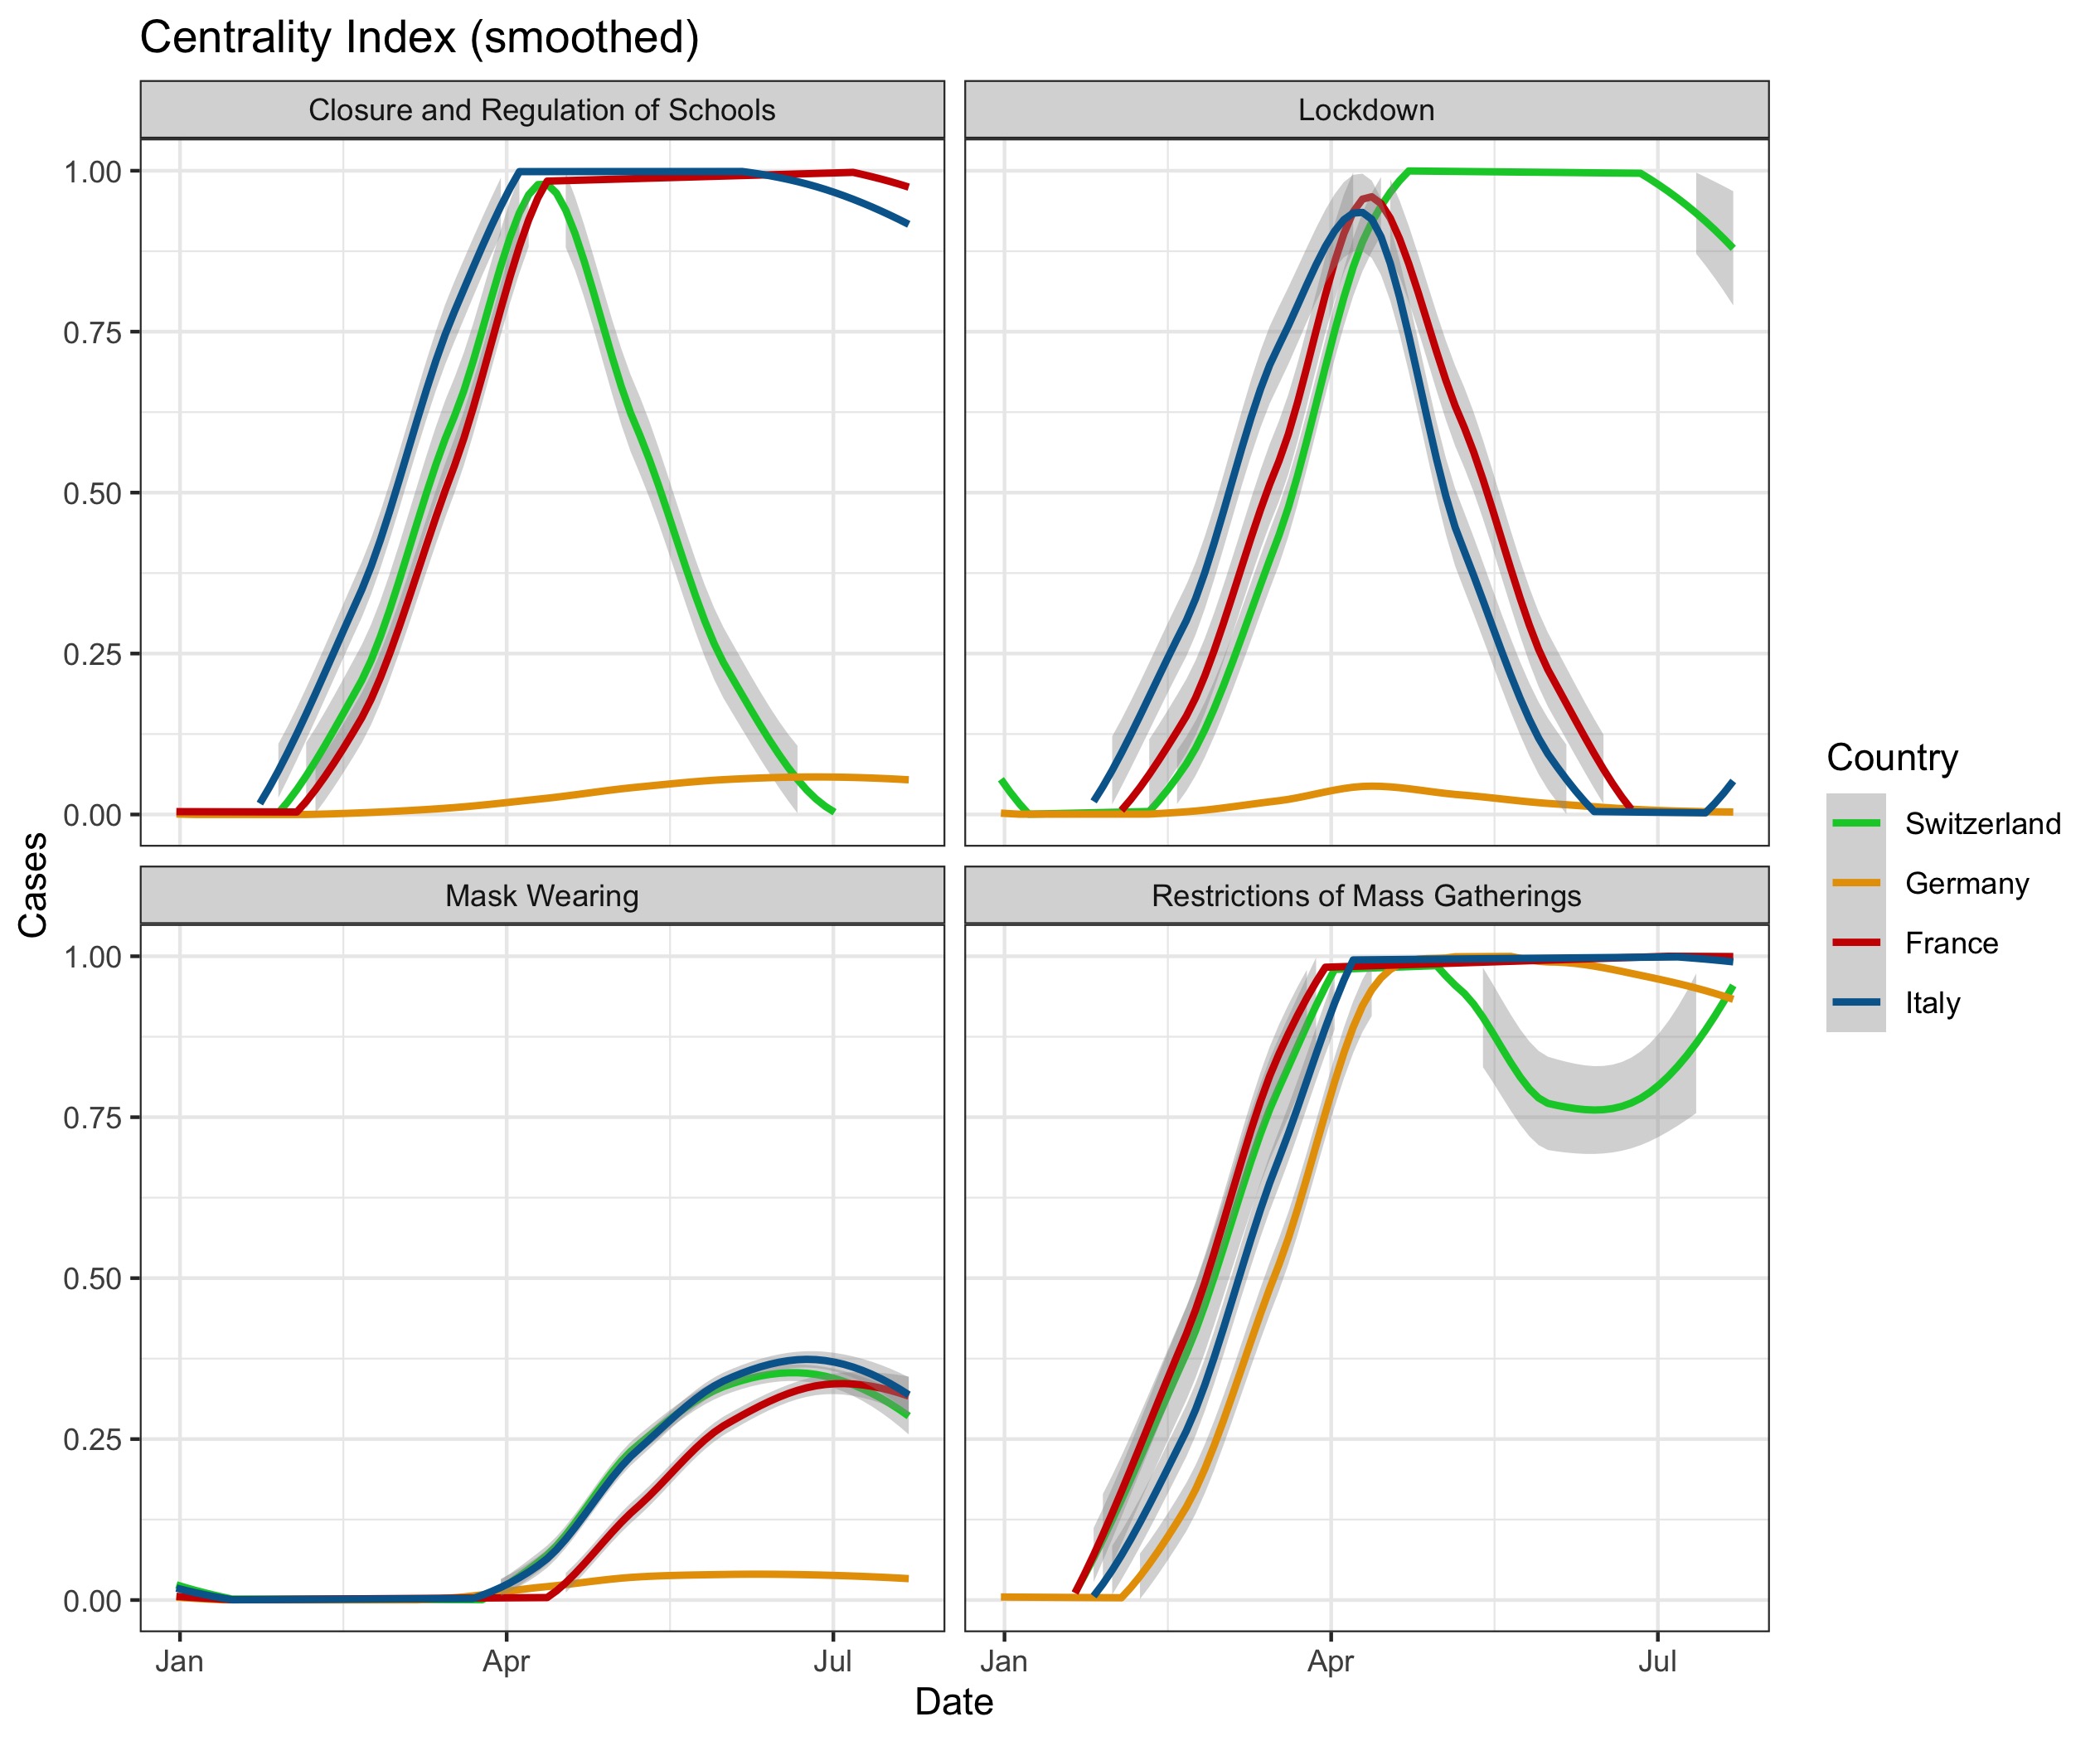 Centrality Index (smoothed)
Closure and Regulation of Schools
Lockdown
1.00
0.75
0.50
0.25
0.00
Mask Wearing
Restrictions of Mass Gatherings
1.00
0.75
0.50
0.25
0.00
Jan
Apr
Jul
Jan
Apr
Jul
Date
Cases
Country
Switzerland
Germany
France
Italy